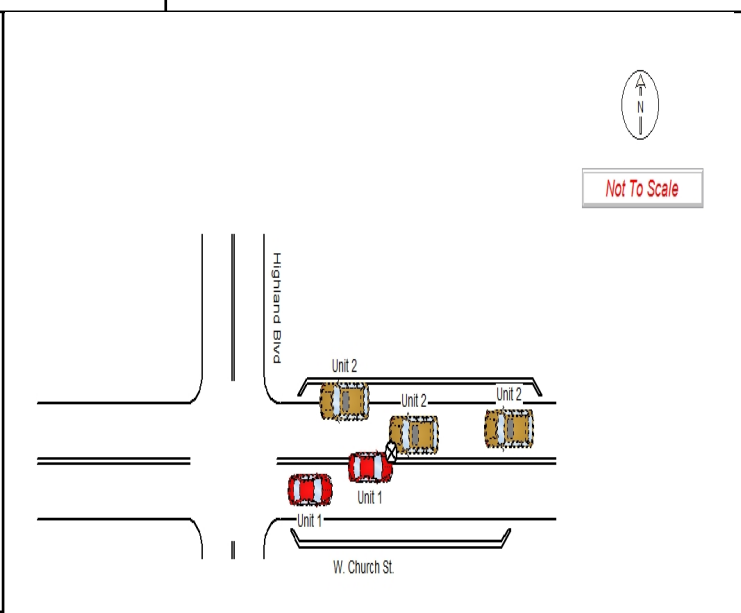 N
Not To Scale
Highland Blvd
Unit 2
Unit 2
Unit 2
Unit 1
Unit 1
W. Church St.